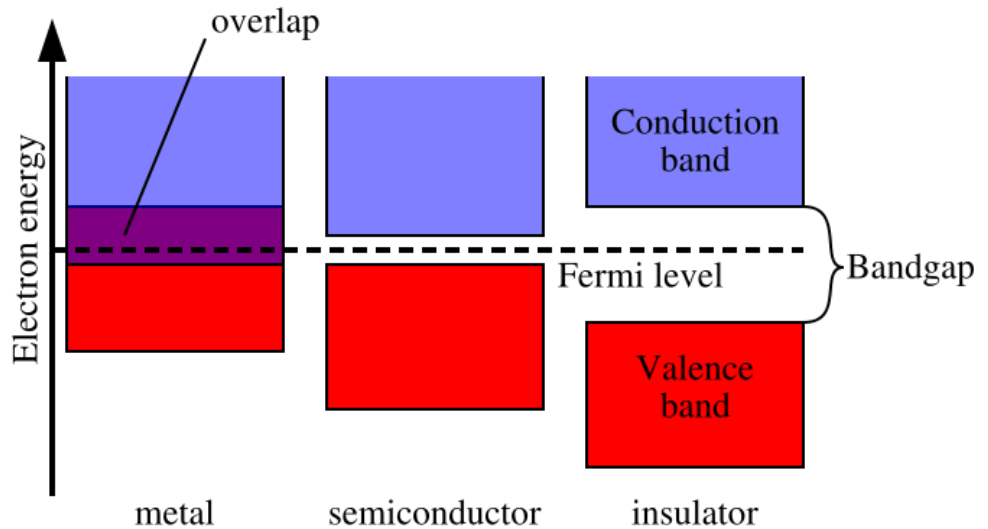 overlap
Electron energy
Conduction
band
Fermi level
Bandgap
Valence
band
metal
semiconductor
insulator